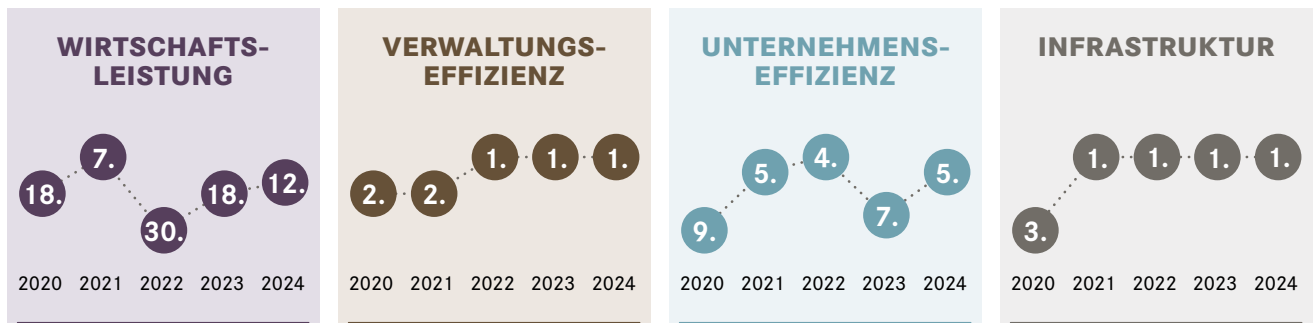 WIRTSCHAFTS-
LEISTUNG
18.
7.
30.
18.
12.
2020 2021 2022 2023 2024
VERWALTUNGS-
EFFIZIENZ
2.
2.
1.
1.
1.
2020 2021 2022 2023 2024
UNTERNEHMENS-
EFFIZIENZ
9.
5.
4.
7.
5.
2020 2021 2022 2023 2024
INFRASTRUKTUR
3.
1.
1.
1.
1.
2020 2021 2022 2023 2024